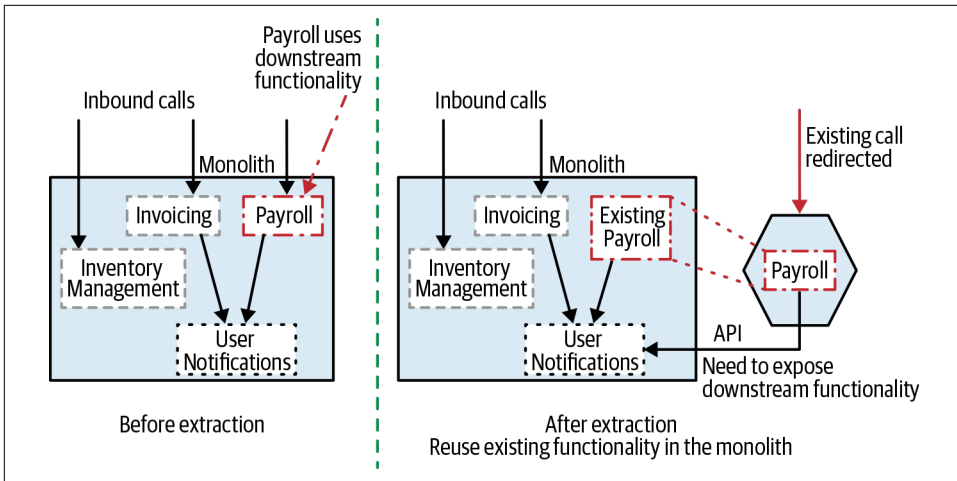 Payroll uses
downstream
functionality
Inbound calls
Monolith
Invoicing
Payroll
Inventory
Management
User
Notifications
Before extraction
Inbound calls
Monolith
Invoicing
Existing
Payroll
Inventory
Management
User
Notifications
Existing call
redirected
Payroll
API
Need to expose
downstream functionality
After extraction
Reuse existing functionality in the monolith